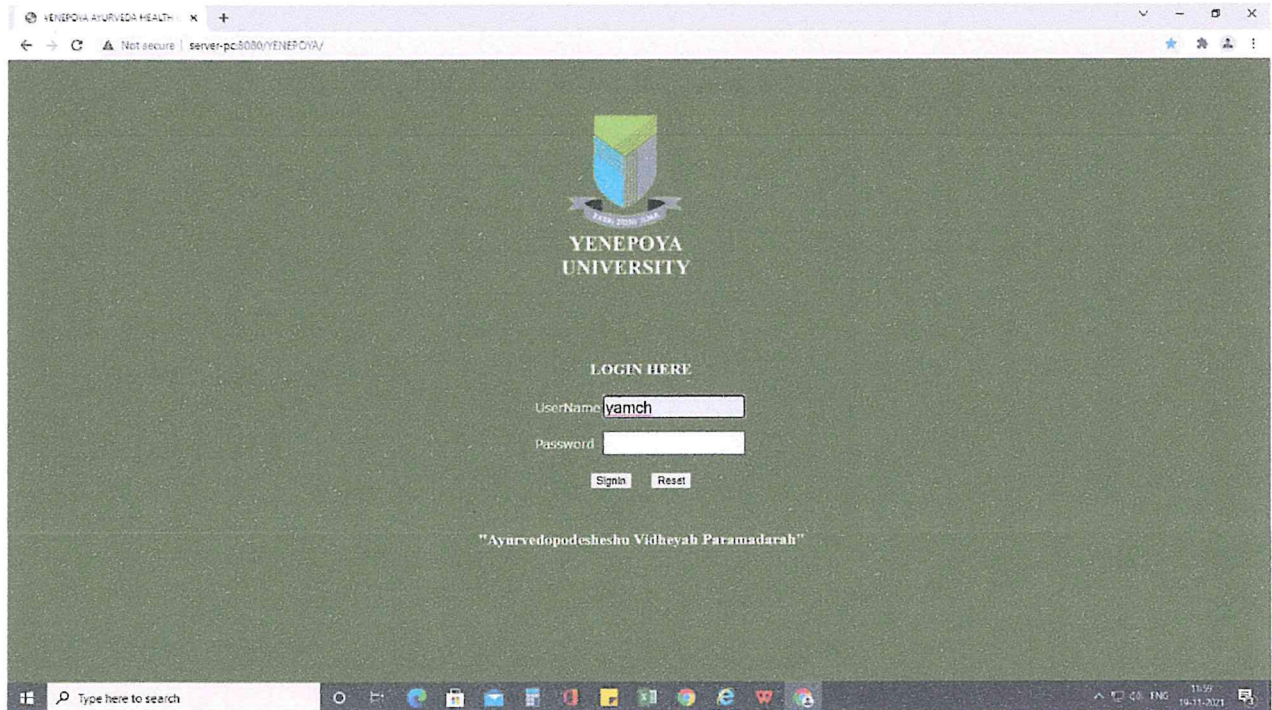 YENEPOYA AYURVEDA HEALTH
Not secure | server-pc:8080/YENEPOYA/
YENEPOYA
UNIVERSITY
LOGIN HERE
UserName yamch
Password
SignIn Reset
"Ayurvedopodesheshu Vidheyah Paramadarah"
Type here to search
ENG
11:59
19-11-2021